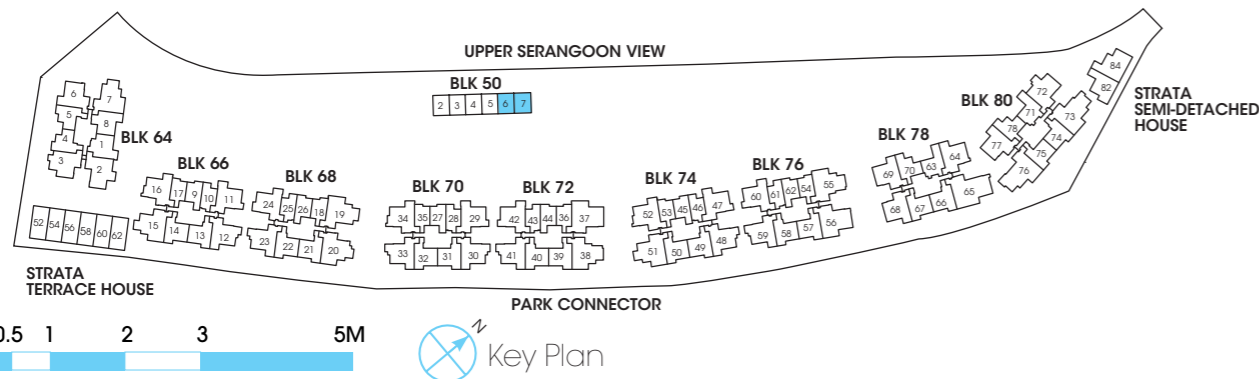 UPPER SERANGOON VIEW
BLK 50
2 3 4 5 6 7
6 7
5 8
4 1
3 2
BLK 64
BLK 66
16 17 9 10 11
15 14 13 12
BLK 68
24 25 26 18 19
23 22 21 20
BLK 70
34 35 27 28 29
33 32 31 30
BLK 72
42 43 44 36 37
41 40 39 38
BLK 74
52 53 45 46 47
51 50 49 48
BLK 76
60 61 62 54 55
59 58 57 56
BLK 78
69 70 63 64
68 67 66 65
BLK 80
72
71 73
78 74
77 75
76
84
82
STRATA
SEMI-DETACHED
HOUSE
52 54 56 58 60 62
STRATA
TERRACE HOUSE
PARK CONNECTOR
0.5 1 2 3 5M
N
Key Plan